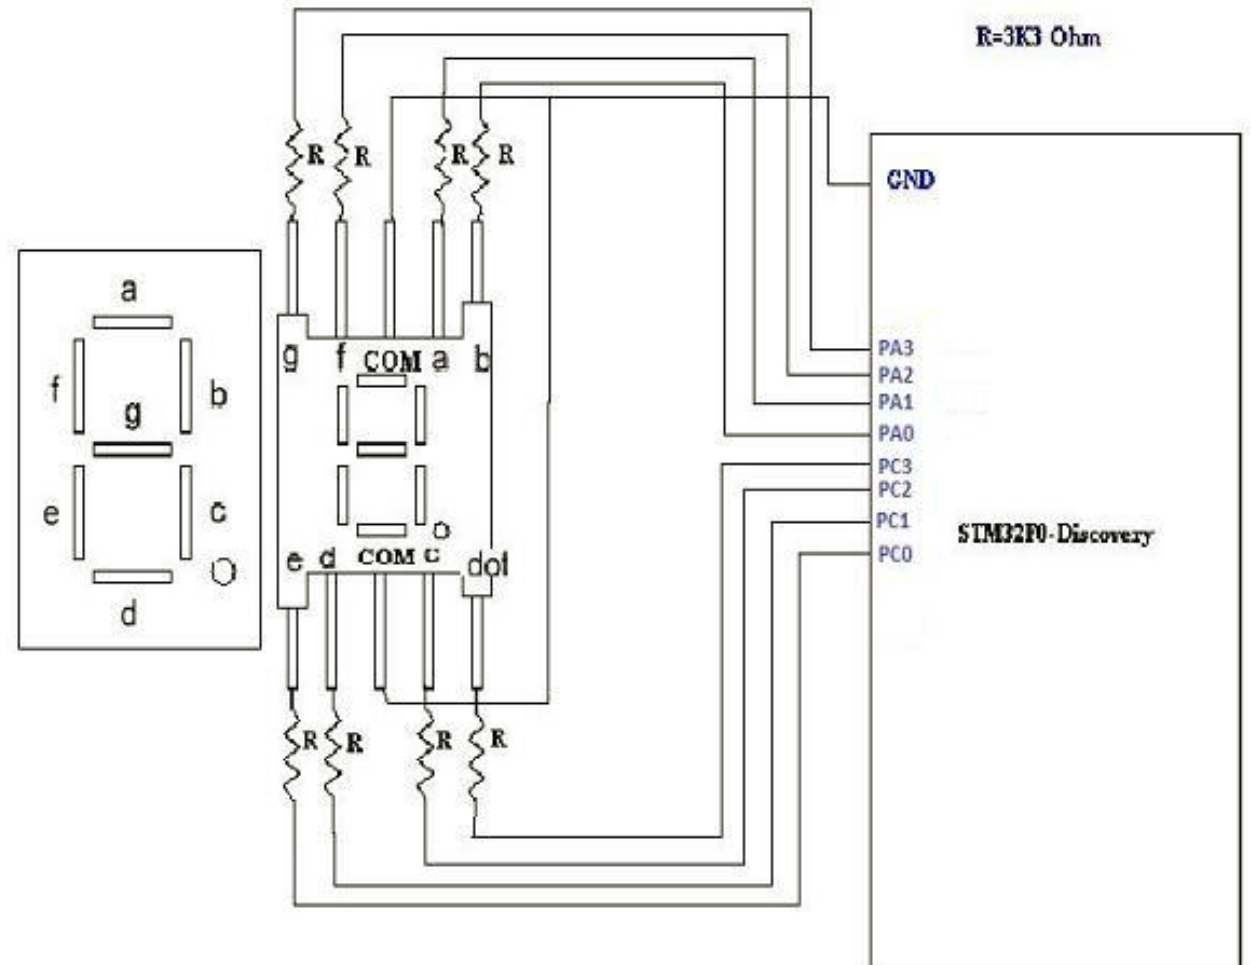 R=3K3 Ohm
R R R R
GND
a
f b
g
e c
d
g f COM a b
e d COM c dot
R R R R
PA3
PA2
PA1
PA0
PC3
PC2
PC1
PC0
STM32F0-Discovery